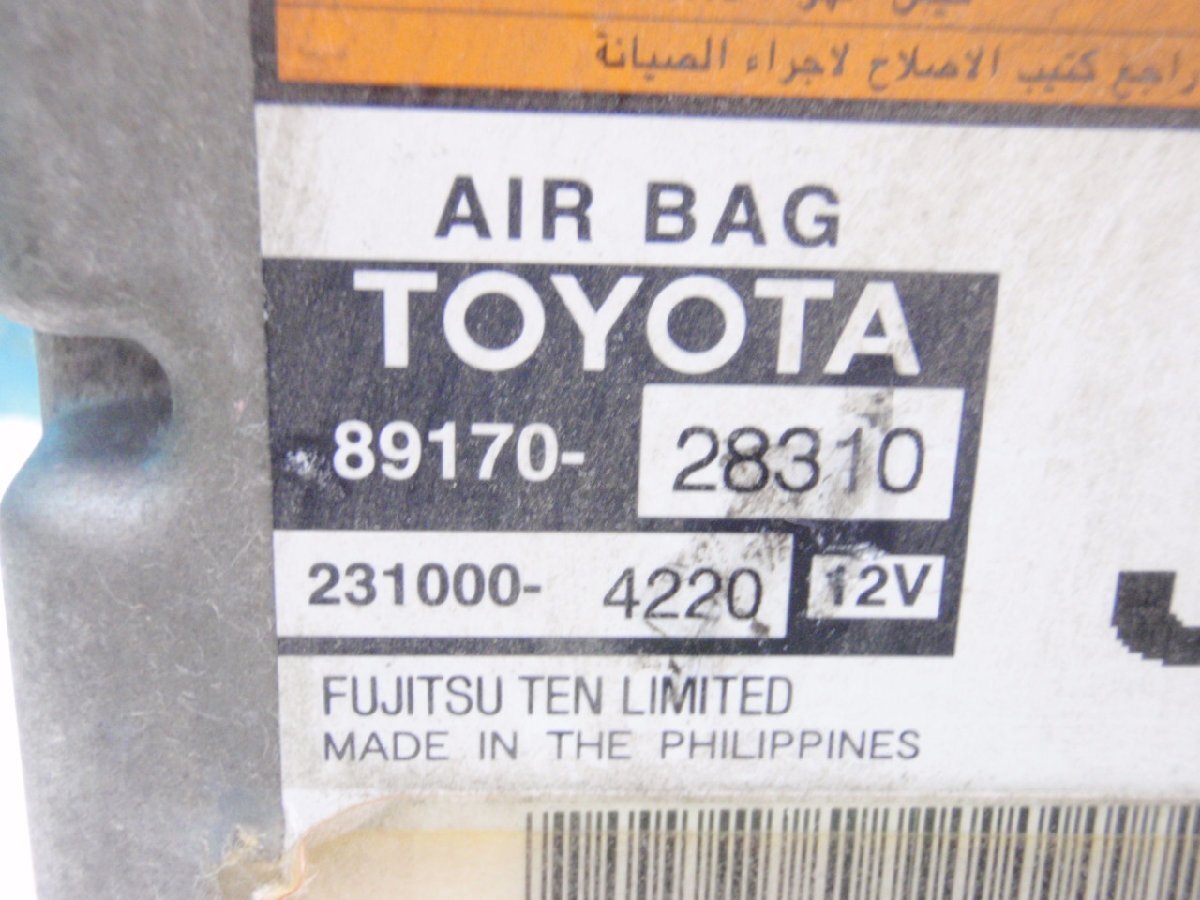 راجع كتيب الاصلاح لاجراء الصيانة
AIR BAG
TOYOTA
89170- 28310
231000- 4220 12V
FUJITSU TEN LIMITED
MADE IN THE PHILIPPINES